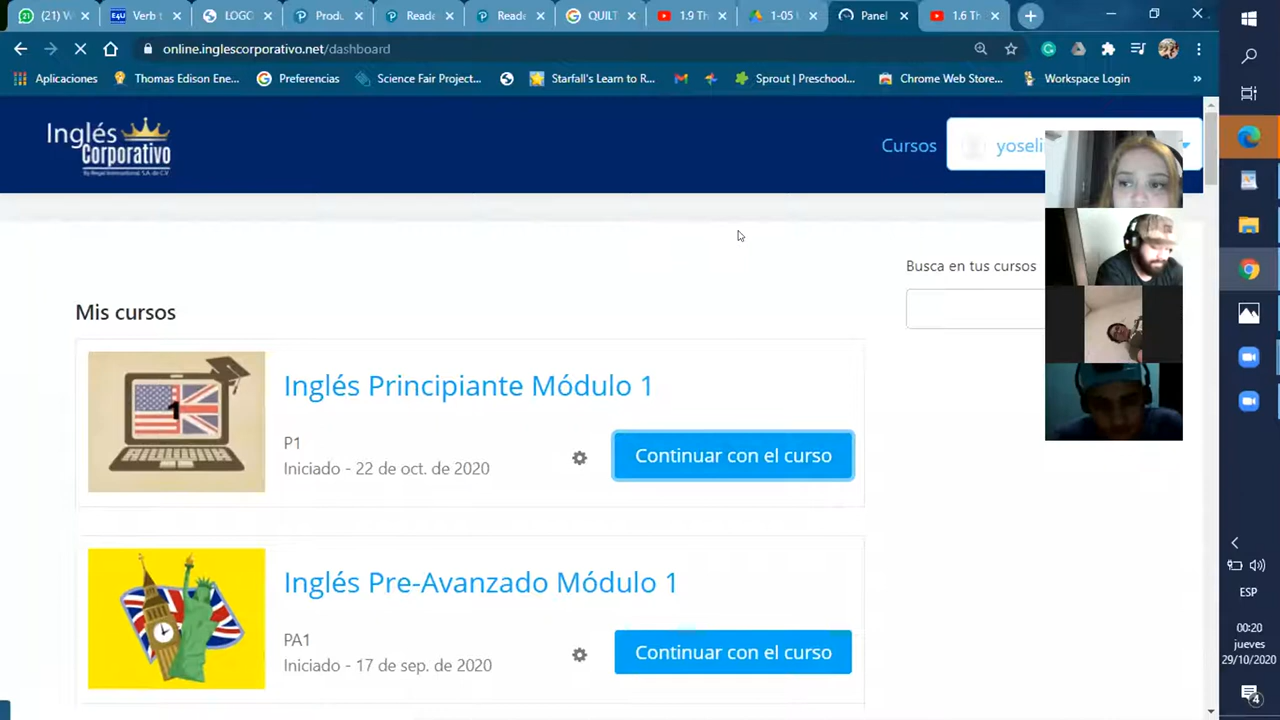 (21) W
Verb t
LOGO
Produ
Reade
Reade
QUILT
1.9 Th
1-05 U
Panel
1.6 Th
online.inglescorporativo.net/dashboard
Aplicaciones
Thomas Edison Ene...
Preferencias
Science Fair Project...
Starfall's Learn to R...
Sprout | Preschool...
Chrome Web Store...
Workspace Login
»
Inglés
Corporativo
Cursos
yoseli
Busca en tus cursos
Mis cursos
1
Inglés Principiante Módulo 1
P1
Iniciado - 22 de oct. de 2020
Continuar con el curso
Inglés Pre-Avanzado Módulo 1
PA1
Iniciado - 17 de sep. de 2020
Continuar con el curso
ESP
00:20
jueves
29/10/2020
4